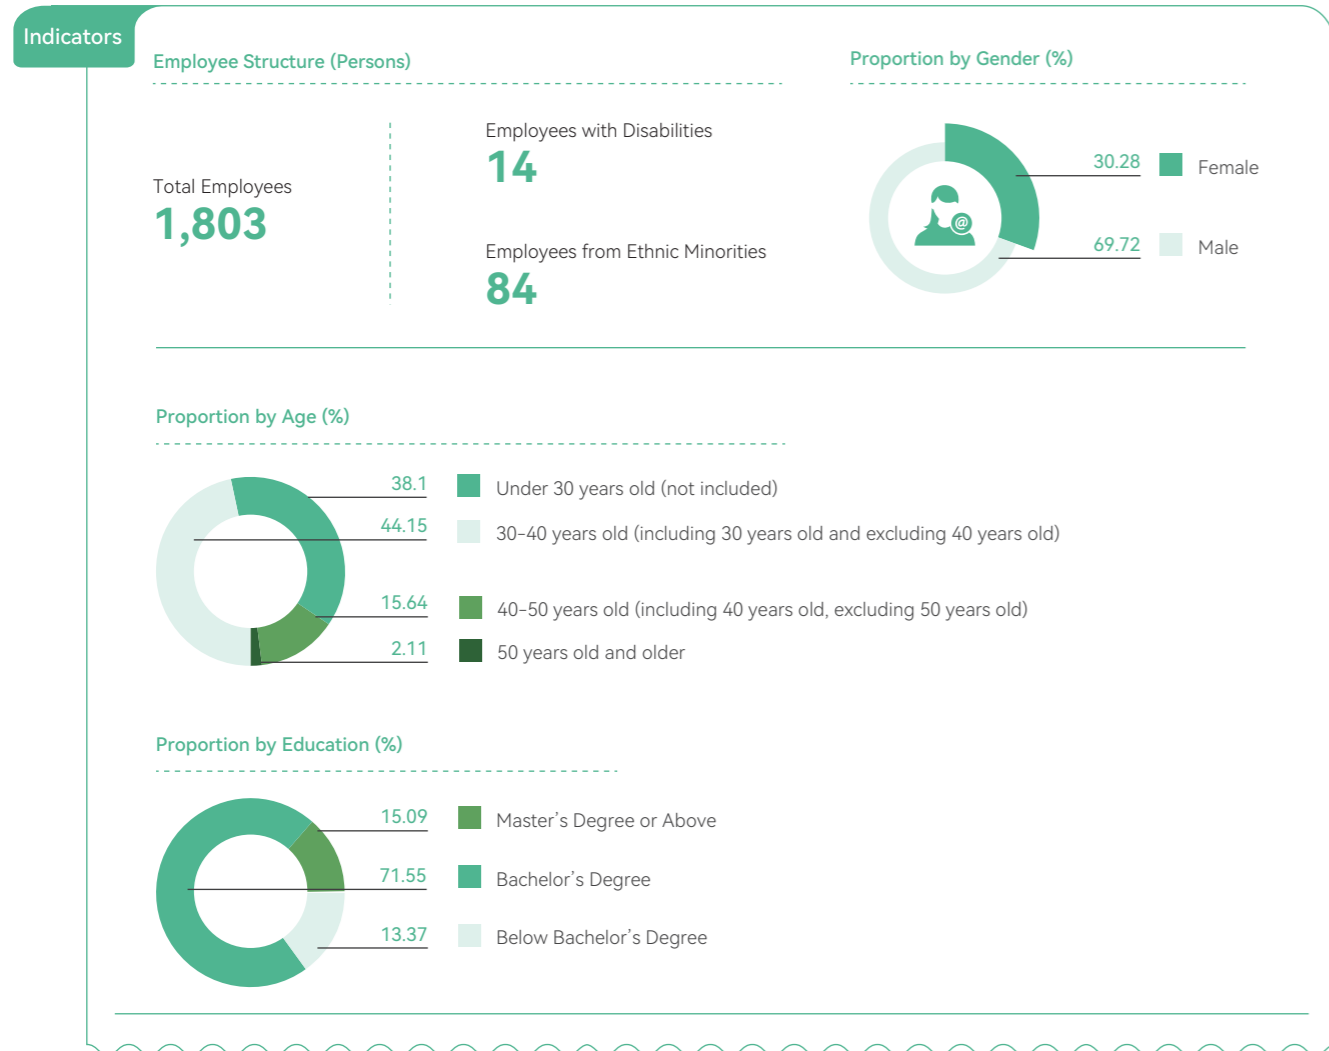 Indicators
Employee Structure (Persons)
Total Employees
1,803
Employees with Disabilities
14
Employees from Ethnic Minorities
84
Proportion by Gender (%)
@
30.28 Female
69.72 Male
Proportion by Age (%)
38.1 Under 30 years old (not included)
44.15 30-40 years old (including 30 years old and excluding 40 years old)
15.64 40-50 years old (including 40 years old, excluding 50 years old)
2.11 50 years old and older
Proportion by Education (%)
15.09 Master's Degree or Above
71.55 Bachelor's Degree
13.37 Below Bachelor's Degree